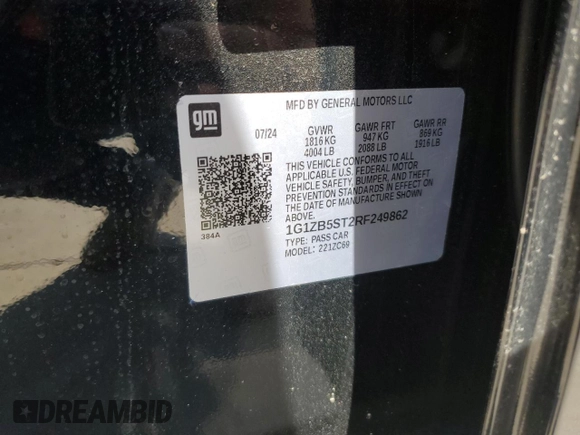 MFD BY GENERAL MOTORS LLC
gm
07/24
GVWR
1816 KG
4004 LB
GAWR FRT
947 KG
2088 LB
GAWR RR
869 KG
1916 LB
THIS VEHICLE CONFORMS TO ALL
APPLICABLE U.S. FEDERAL MOTOR
VEHICLE SAFETY, BUMPER, AND THEFT
PREVENTION STANDARDS IN EFFECT ON
THE DATE OF MANUFACTURE SHOWN ABOVE.
1G1ZB5ST2RF249862
TYPE: PASS CAR
MODEL: 221ZC69
384A
DREAMBID